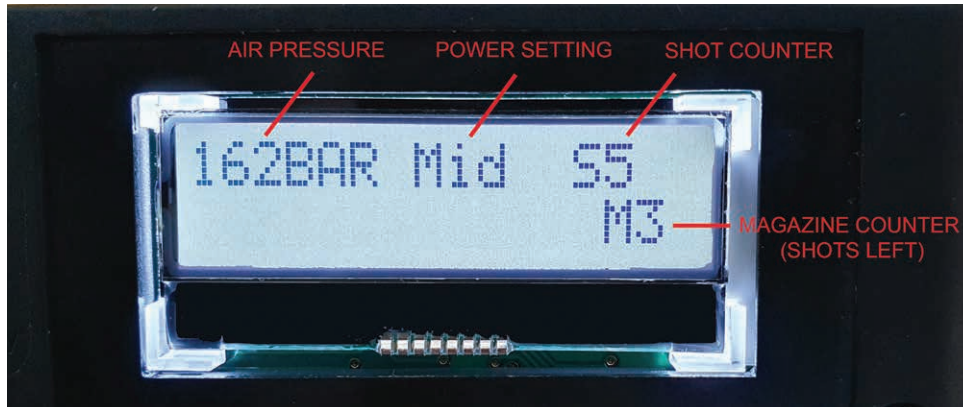 AIR PRESSURE POWER SETTING SHOT COUNTER
162BAR Mid S5
M3
MAGAZINE COUNTER
(SHOTS LEFT)